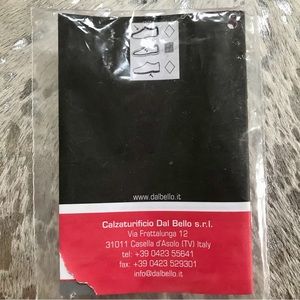 www.dalbello.it
Calzaturificio Dal Bello s.r.l.
Via Frattalunga 12
31011 Casella d'Asolo (TV) Italy
tel: +39 0423 55641
fax: +39 0423 529301
info@dalbello.it